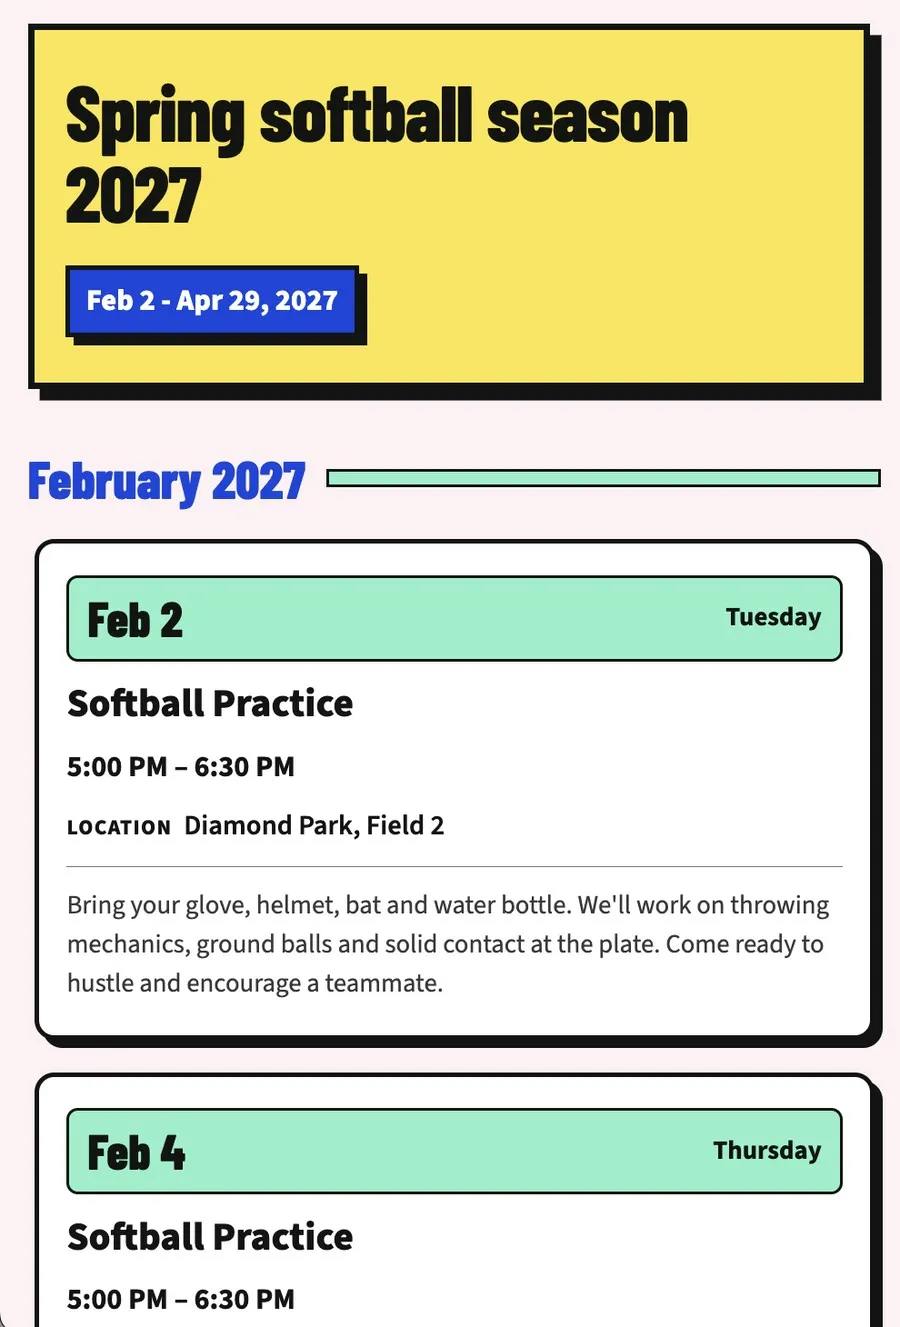 Spring softball season
2027
Feb 2 - Apr 29, 2027
February 2027
Feb 2
Tuesday
Softball Practice
5:00 PM – 6:30 PM
LOCATION Diamond Park, Field 2
Bring your glove, helmet, bat and water bottle. We'll work on throwing
mechanics, ground balls and solid contact at the plate. Come ready to
hustle and encourage a teammate.
Feb 4
Thursday
Softball Practice
5:00 PM – 6:30 PM